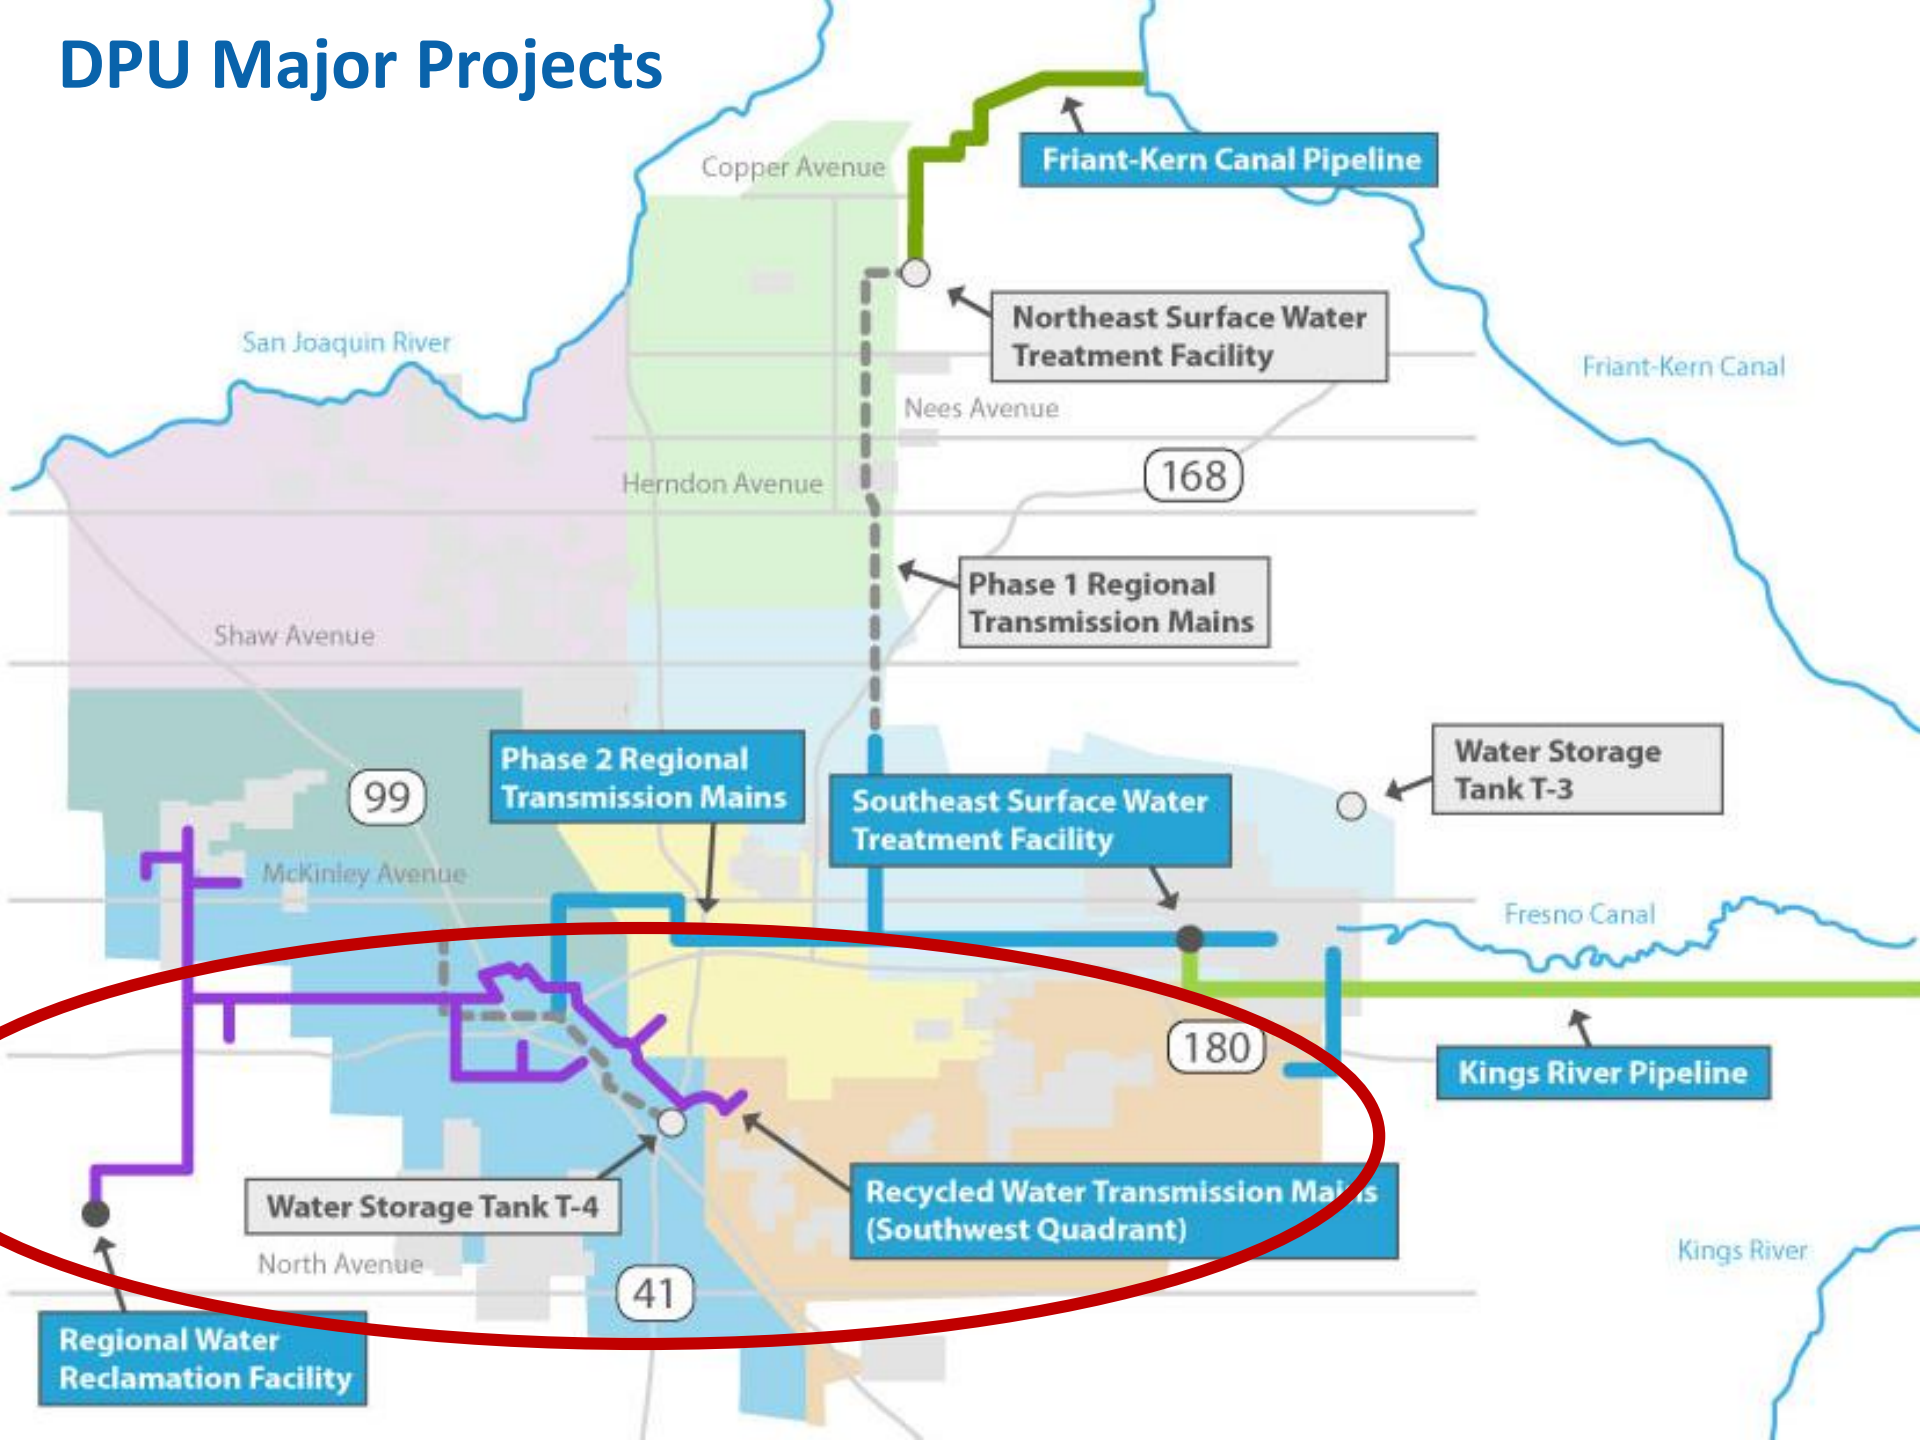 DPU Major Projects
Copper Avenue
Friant-Kern Canal Pipeline
Northeast Surface Water
Treatment Facility
San Joaquin River
Friant-Kern Canal
Nees Avenue
Herndon Avenue
168
Phase 1 Regional
Transmission Mains
Shaw Avenue
Phase 2 Regional
Transmission Mains
Water Storage
Tank T-3
99
Southeast Surface Water
Treatment Facility
McKinley Avenue
Fresno Canal
180
Kings River Pipeline
Water Storage Tank T-4
Recycled Water Transmission Mains
(Southwest Quadrant)
North Avenue
Kings River
41
Regional Water
Reclamation Facility